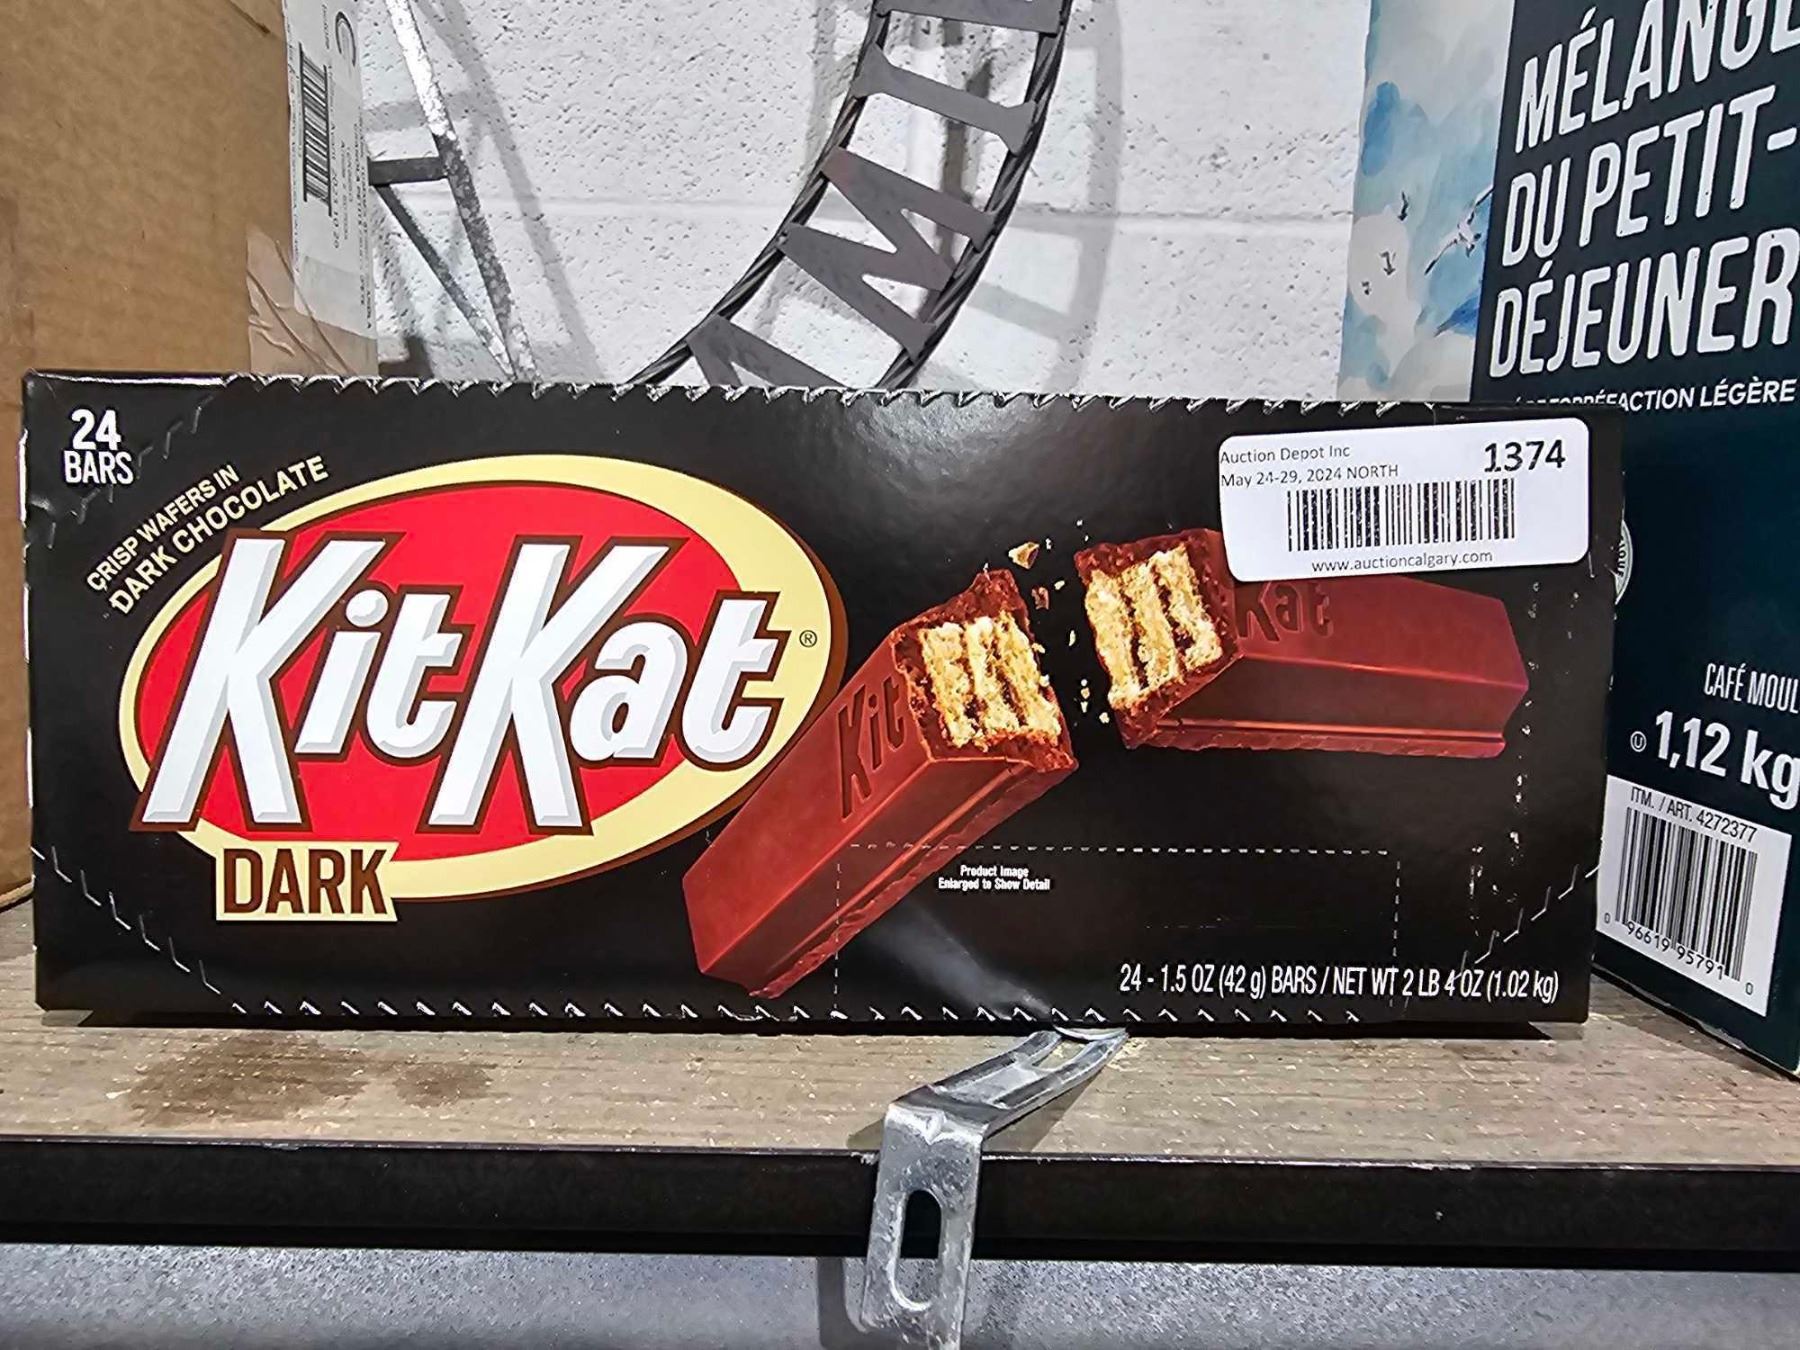 24
BARS
CRISP WAFERS IN
DARK CHOCOLATE
KitKat®
DARK
Kit
Kat
Product Image
Enlarged to Show Detail
24 - 1.5 OZ (42 g) BARS / NET WT 2 LB 4 OZ (1.02 kg)
Auction Depot Inc
1374
May 24-29, 2024 NORTH
www.auctioncalgary.com
MÉLANGE
DU PETIT-
DÉJEUNER
LÉGÈRE
CAFÉ
1,12 kg
ITM. / ART. 4272377
0 96619 95791 0